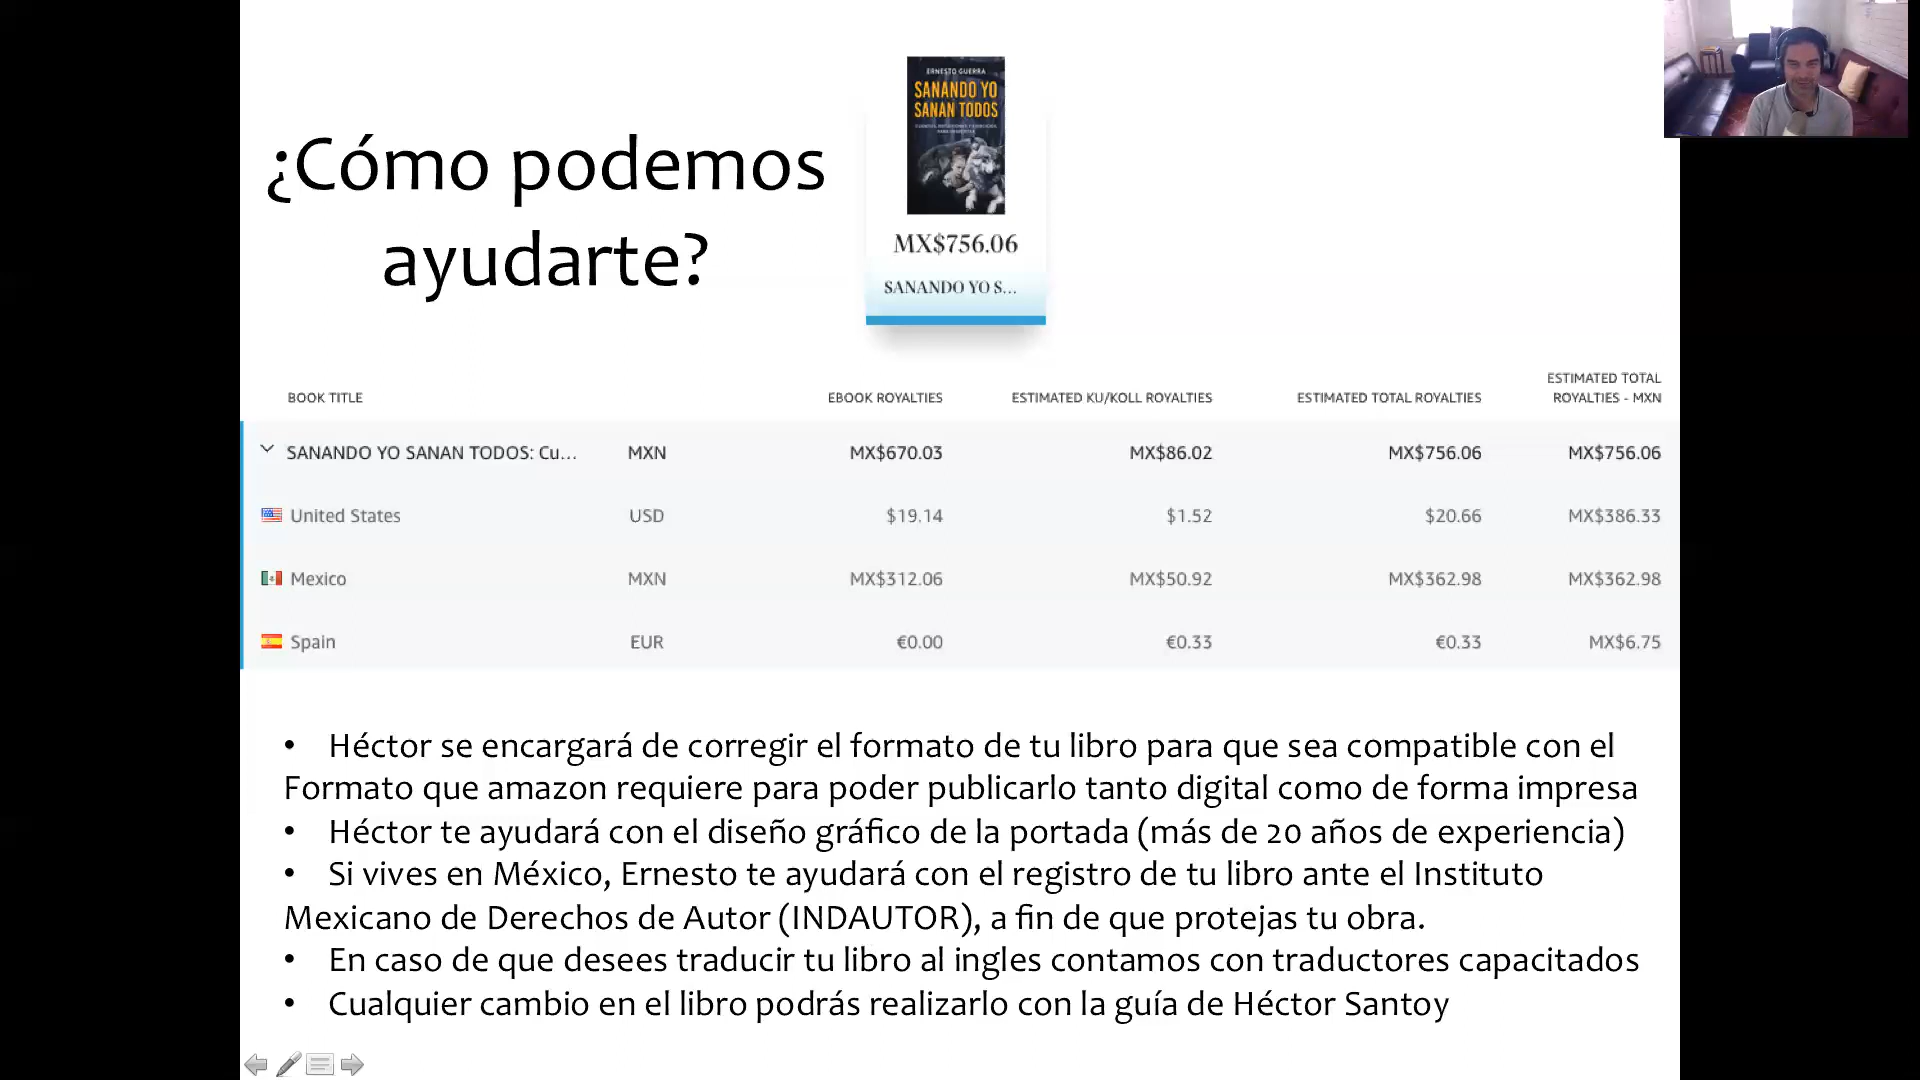 ¿Cómo podemos
ayudarte?
ERNESTO GUERRA
SANANDO YO
SANAN TODOS
MX$756.06
SANANDO YO S...
BOOK TITLE EBOOK ROYALTIES ESTIMATED KU/KOLL ROYALTIES ESTIMATED TOTAL ROYALTIES ESTIMATED TOTAL ROYALTIES - MXN
SANANDO YO SANAN TODOS: Cu... MXN MX$670.03 MX$86.02 MX$756.06 MX$756.06
United States USD $19.14 $1.52 $20.66 MX$386.33
Mexico MXN MX$312.06 MX$50.92 MX$362.98 MX$362.98
Spain EUR €0.00 €0.33 €0.33 MX$6.75
• Héctor se encargará de corregir el formato de tu libro para que sea compatible con el
Formato que amazon requiere para poder publicarlo tanto digital como de forma impresa
• Héctor te ayudará con el diseño gráfico de la portada (más de 20 años de experiencia)
• Si vives en México, Ernesto te ayudará con el registro de tu libro ante el Instituto
Mexicano de Derechos de Autor (INDAUTOR), a fin de que protejas tu obra.
• En caso de que desees traducir tu libro al ingles contamos con traductores capacitados
• Cualquier cambio en el libro podrás realizarlo con la guía de Héctor Santoy